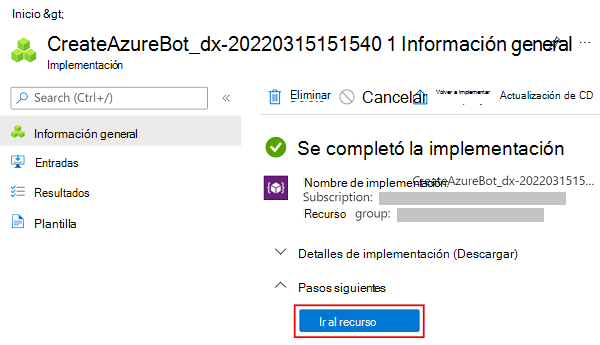 Inicio &gt;
CreateAzureBot_dx-20220315151540 1 Información general ...
Implementación
Search (Ctrl+/) «
Eliminar Cancelar Volver a implementar Actualización de CD
Información general
Entradas
Resultados
Plantilla
Se completó la implementación
Nombre de implementación: CreateAzureBot_dx-2022031515...
Subscription:
Recurso group:
Detalles de implementación (Descargar)
Pasos siguientes
Ir al recurso